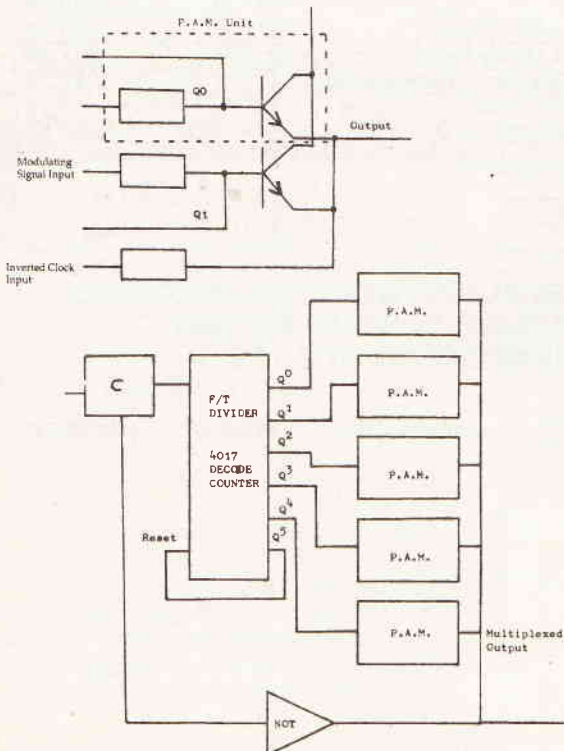 P.A.M. Unit
Q0
Output
Modulating
Signal Input
Q1
Inverted Clock
Input
P.A.M.
C
F/T
DIVIDER
4017
DECODE
COUNTER
Q0
Q1
Q2
Q3
Q4
Q5
Reset
P.A.M.
P.A.M.
P.A.M.
P.A.M.
Multiplexed
Output
NOT